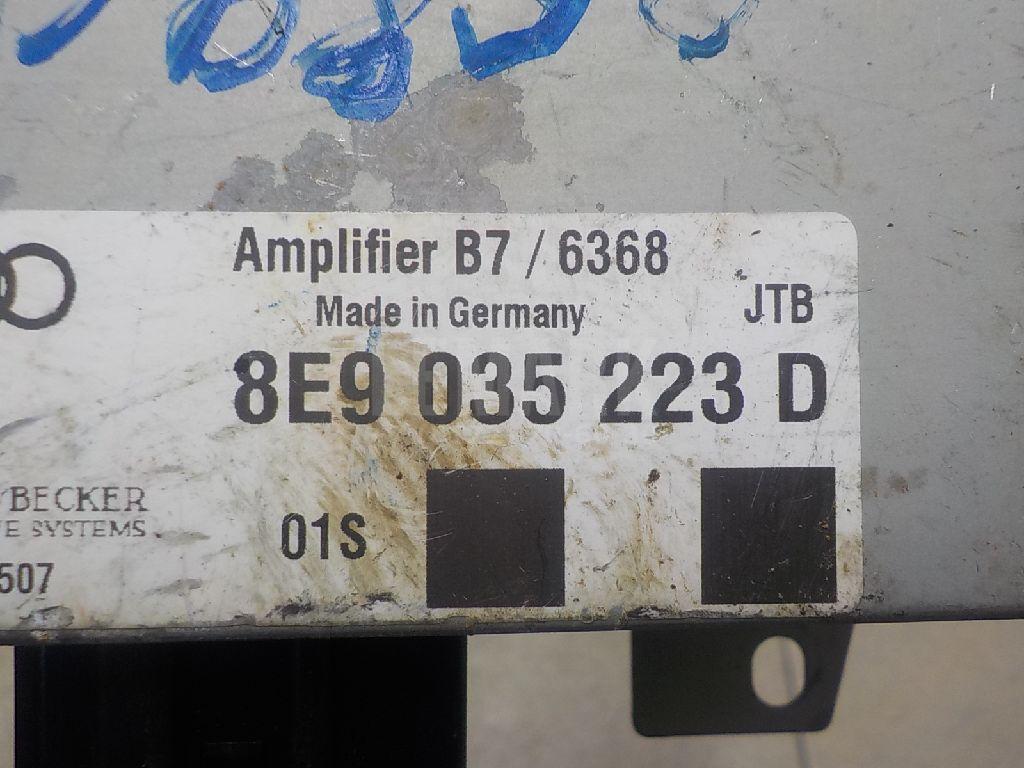 Amplifier B7 / 6368
Made in Germany
JTB
8E9 035 223 D
BECKER
E SYSTEMS
01S
507